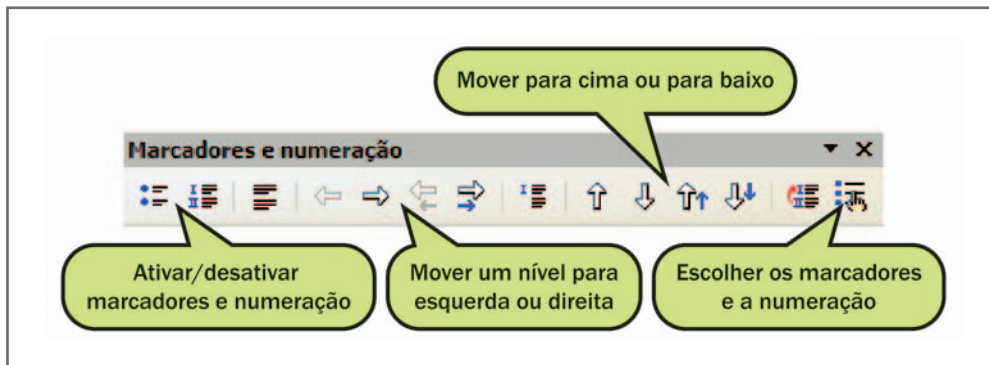 Mover para cima ou para baixo
Marcadores e numeração
Ativar/desativar
marcadores e numeração
Mover um nível para
esquerda ou direita
Escolher os marcadores
e a numeração